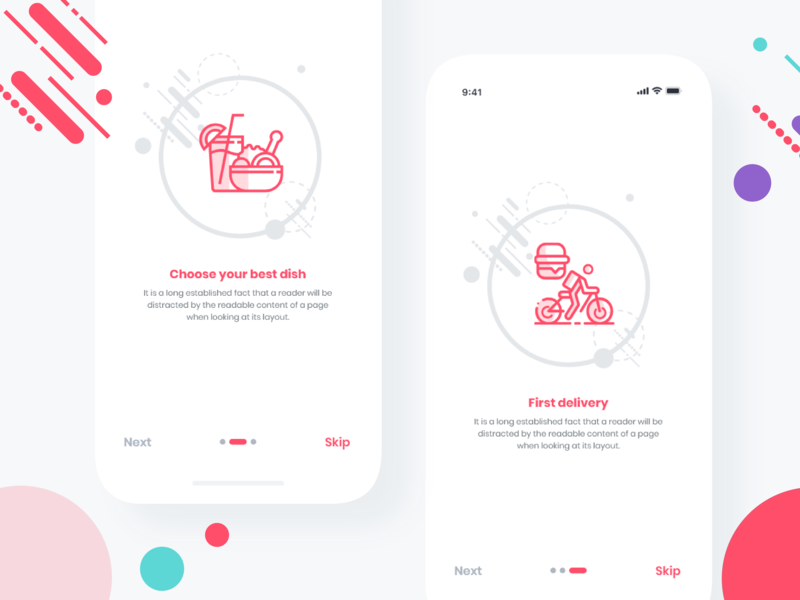 Choose your best dish
It is a long established fact that a reader will be
distracted by the readable content of a page
when looking at its layout.
Next
Skip
9:41
First delivery
It is a long established fact that a reader will be
distracted by the readable content of a page
when looking at its layout.
Next
Skip